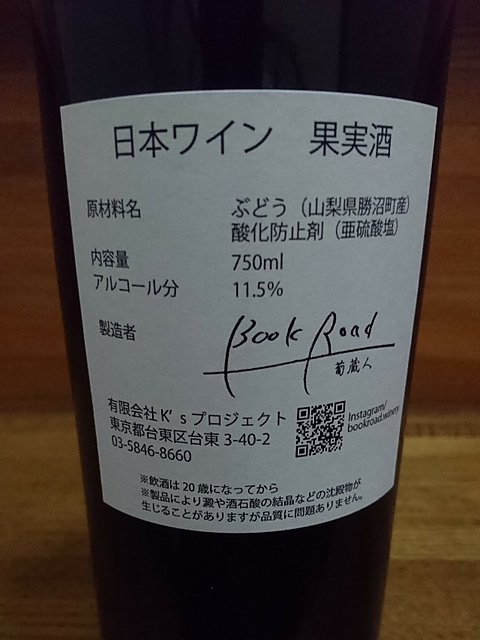 日本ワイン　果実酒
原材料名　ぶどう（山梨県勝沼町産）
酸化防止剤（亜硫酸塩）
内容量　750ml
アルコール分　11.5%
製造者　Book Road
葡蔵人
有限会社K'sプロジェクト
東京都台東区台東 3-40-2
03-5846-8660
Instagram/
bookroad.winery
※飲酒は20歳になってから
※製品により澱や酒石酸の結晶などの沈殿物が
生じることがありますが品質に問題ありません。